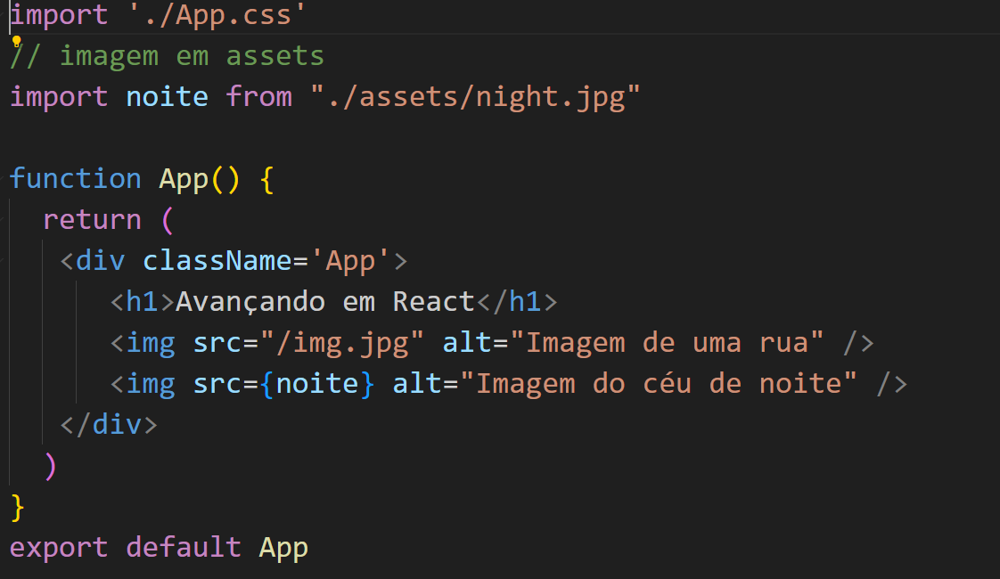 import './App.css'
// imagem em assets
import noite from "./assets/night.jpg"
function App() {
return (
<div className='App'>
<h1>Avançando em React</h1>
<img src="/img.jpg" alt="Imagem de uma rua" />
<img src={noite} alt="Imagem do céu de noite" />
</div>
)
}
export default App